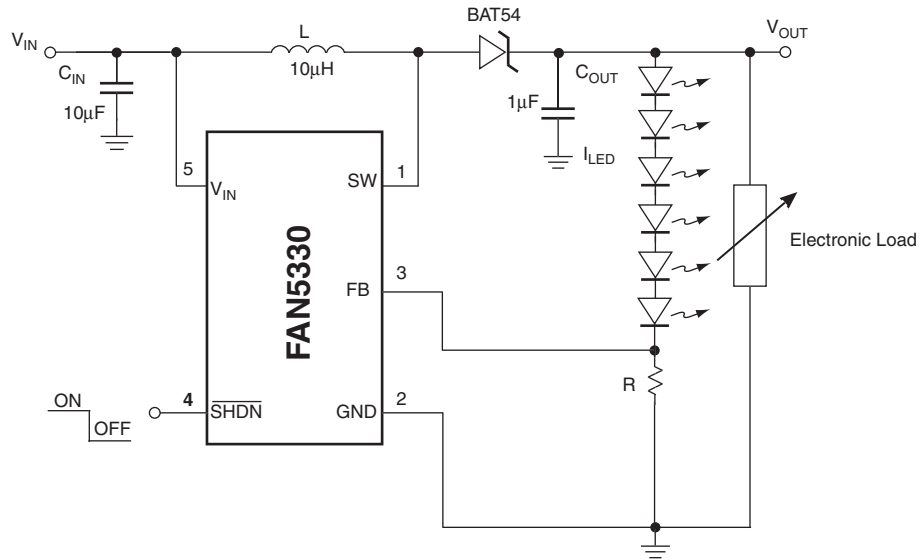 BAT54
V_IN
L
V_OUT
C_IN
10μH
C_OUT
10μF
1μF
I_LED
5
1
V_IN
SW
FAN5330
3
FB
Electronic Load
R
ON
OFF
4
SHDN
GND
2